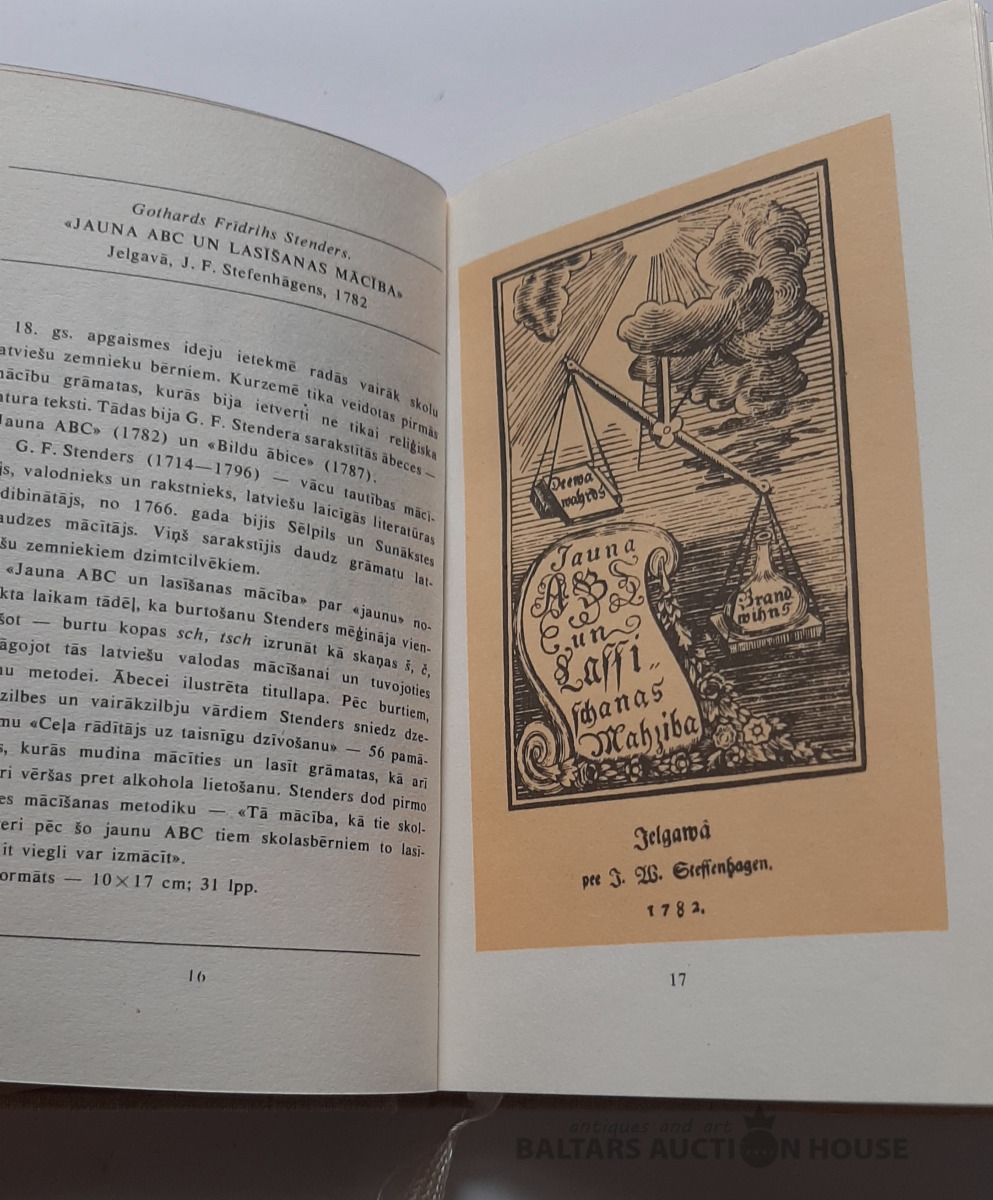 Gothards Fridrihs Stenders.
«JAUNA ABC UN LASĪŠANAS MĀCĪBA»
Jelgavā, J. F. Stefenhāgens, 1782
18. gs. apgaismes ideju ietekmē radās vairāk skolu
atviešu zemnieku bērniem. Kurzemē tika veidotas pirmās
mācību grāmatas, kurās bija ietverti ne tikai reliģiska
atura teksti. Tādas bija G. F. Stendera sarakstītās ābeces —
Jauna ABC» (1782) un «Bildu ābice» (1787).
G. F. Stenders (1714—1796) — vācu tautības māci-
js, valodnieks un rakstnieks, latviešu laicīgās literatūras
dibinātājs, no 1766. gada bijis Sēlpils un Sunākstes
audzes mācītājs. Viņš sarakstījis daudz grāmatu lat-
šu zemniekiem dzimtcilvēkiem.
«Jauna ABC un lasīšanas mācība» par «jaunu» no-
kta laikam tādēļ, ka burtošanu Stenders mēģināja vien-
šot — burtu kopas sch, tsch izrunāt kā skaņas š, č,
āgojot tās latviešu valodas mācīšanai un tuvojoties
nu metodei. Ābecei ilustrēta titullapa. Pēc burtiem,
zilbes un vairākzilbju vārdiem Stenders sniedz dze-
mu «Ceļa rādītājs uz taisnīgu dzīvošanu» — 56 pamā-
s, kurās mudina mācīties un lasīt grāmatas, kā arī
ri vēršas pret alkohola lietošanu. Stenders dod pirmo
es mācīšanas metodiku — «Tā mācība, kā tie skol-
eri pēc šo jaunu ABC tiem skolasbērniem to lasī-
it viegli var izmācīt».
ormāts — 10×17 cm; 31 lpp.
16
Deewa
wahrds
Brand
wihns
Jauna
ABC
un
Laſſi„
ſchanas
Mahziba
Jelgawâ
pee J. W. Steffenhagen.
1782.
17
antiques and art
BALTARS AUCTION HOUSE